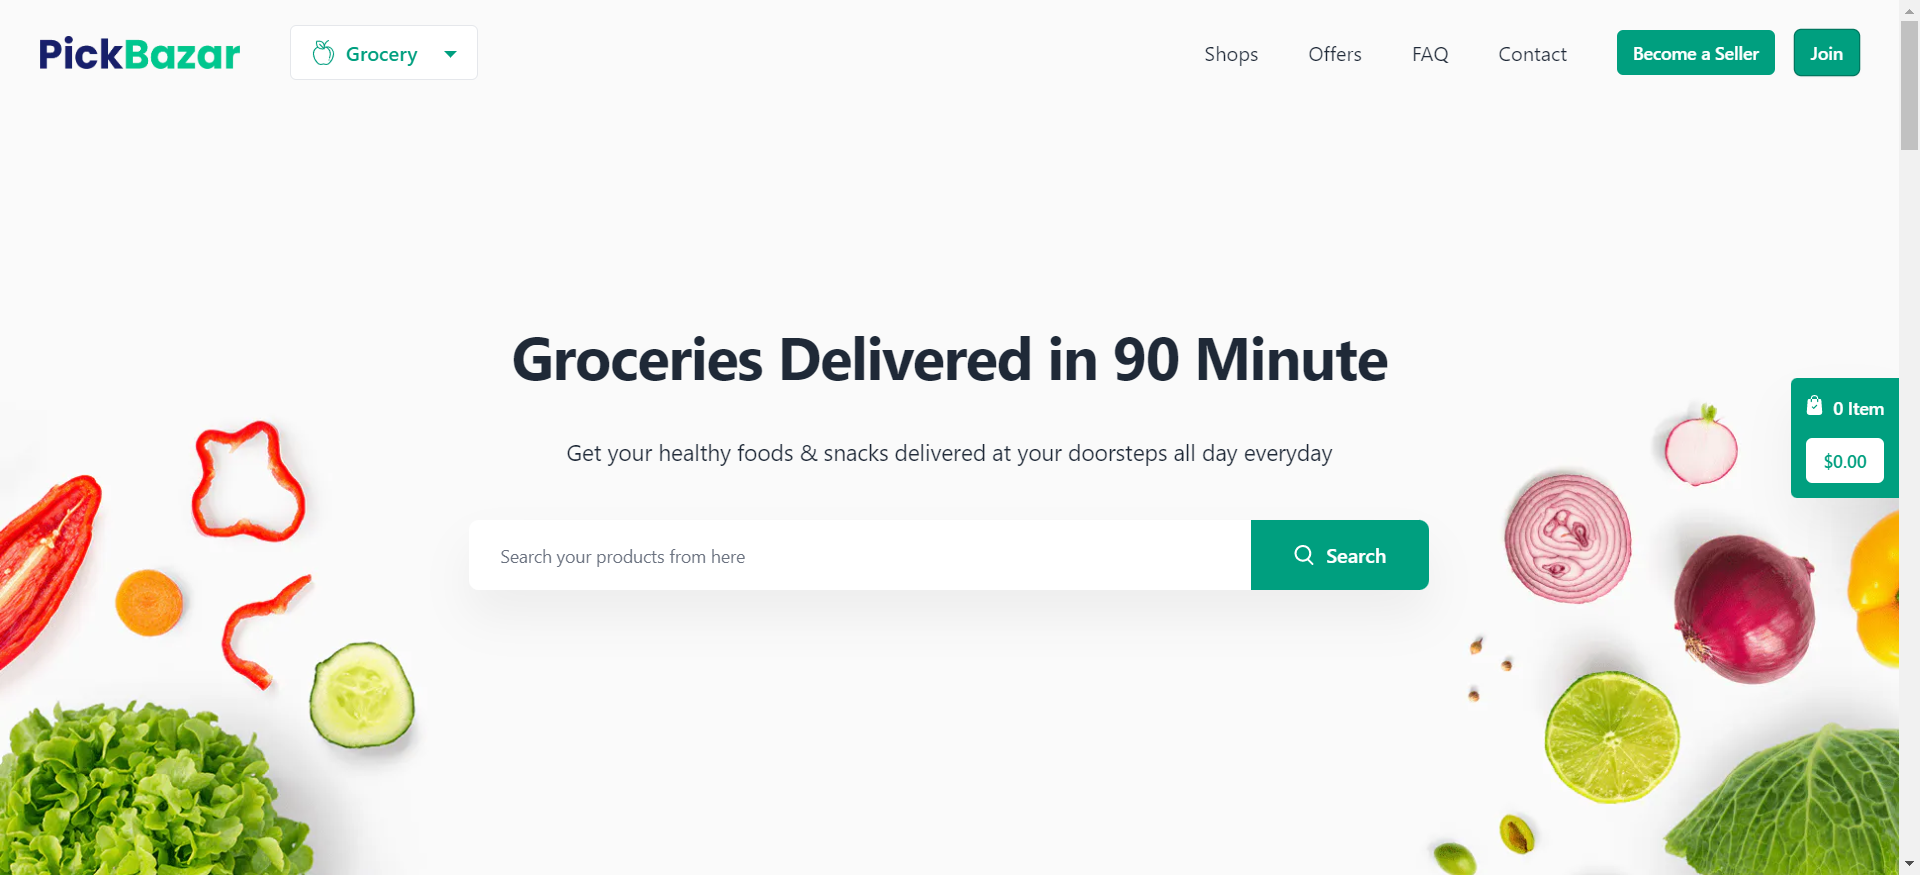 PickBazar
Grocery
Shops
Offers
FAQ
Contact
Become a Seller
Join
Groceries Delivered in 90 Minute
Get your healthy foods & snacks delivered at your doorsteps all day everyday
Search your products from here
Search
0 Item
$0.00